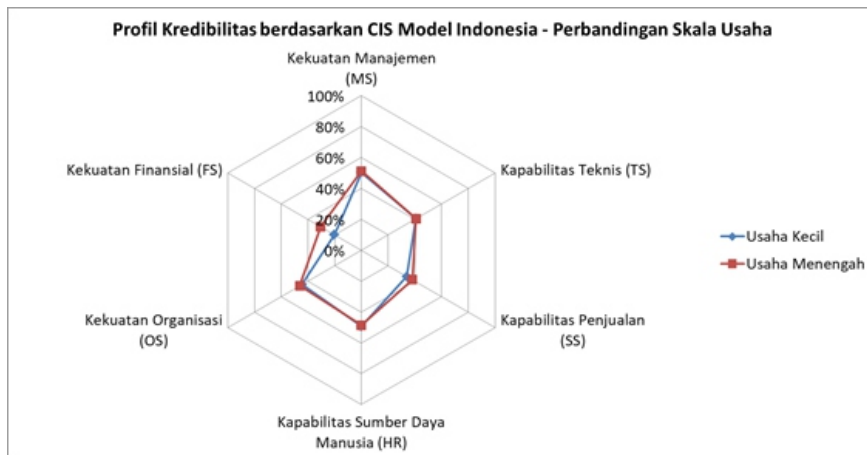 Profil Kredibilitas berdasarkan CIS Model Indonesia - Perbandingan Skala Usaha
Kekuatan Manajemen
(MS)
100%
80%
60%
40%
20%
0%
Kapabilitas Teknis (TS)
Kapabilitas Penjualan
(SS)
Kapabilitas Sumber Daya
Manusia (HR)
Kekuatan Organisasi
(OS)
Kekuatan Finansial (FS)
Usaha Kecil
Usaha Menengah